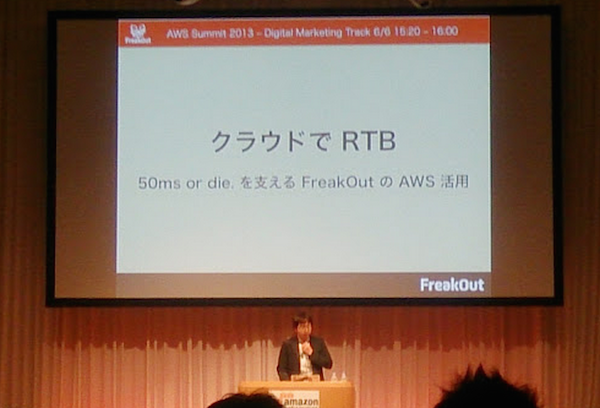 FreakOut
AWS Summit 2013 – Digital Marketing Track 6/6 15:20 – 16:00
クラウドで RTB
50ms or die. を支える FreakOut の AWS 活用
FreakOut
amazon